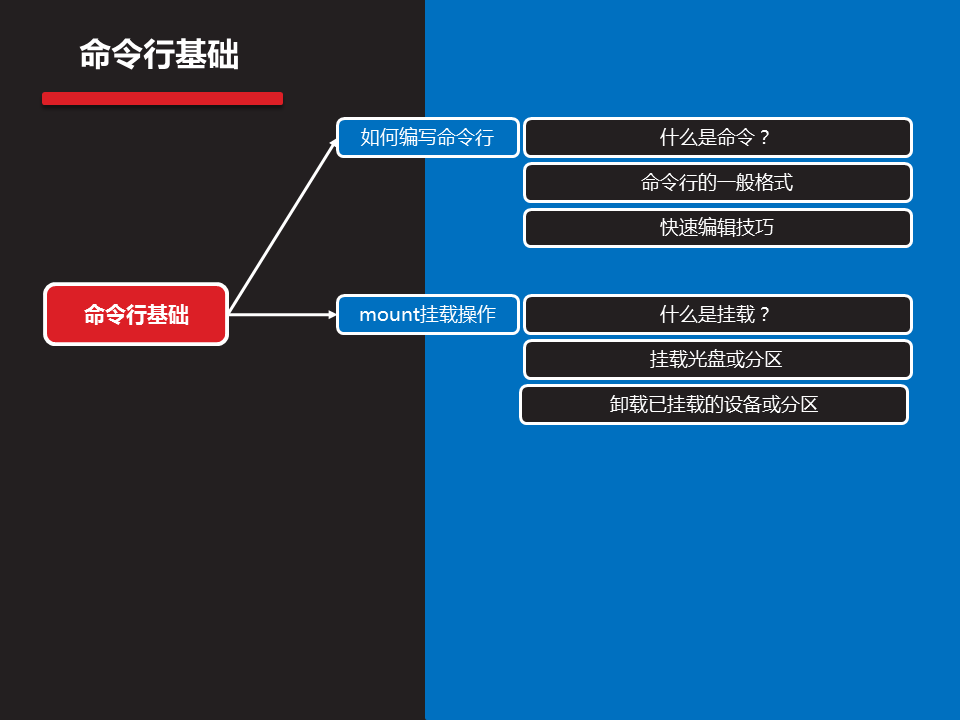 命令行基础
如何编写命令行
什么是命令？
命令行的一般格式
快速编辑技巧
命令行基础
mount挂载操作
什么是挂载？
挂载光盘或分区
卸载已挂载的设备或分区